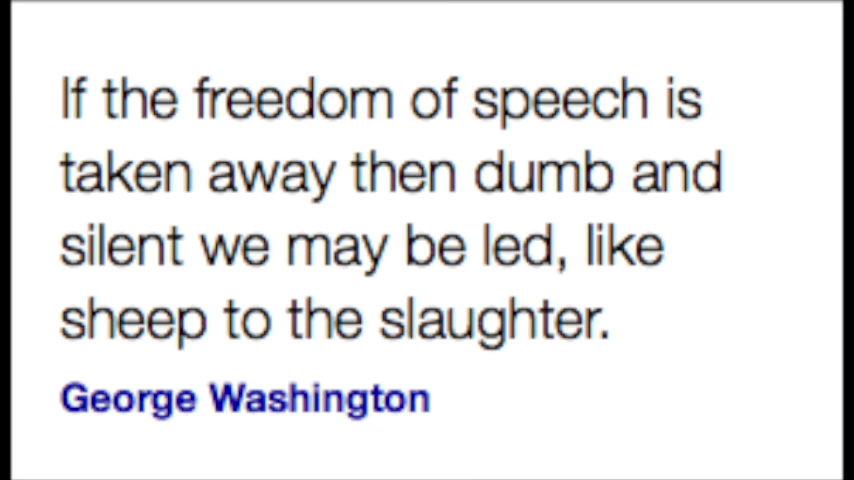 If the freedom of speech is
taken away then dumb and
silent we may be led, like
sheep to the slaughter.
George Washington